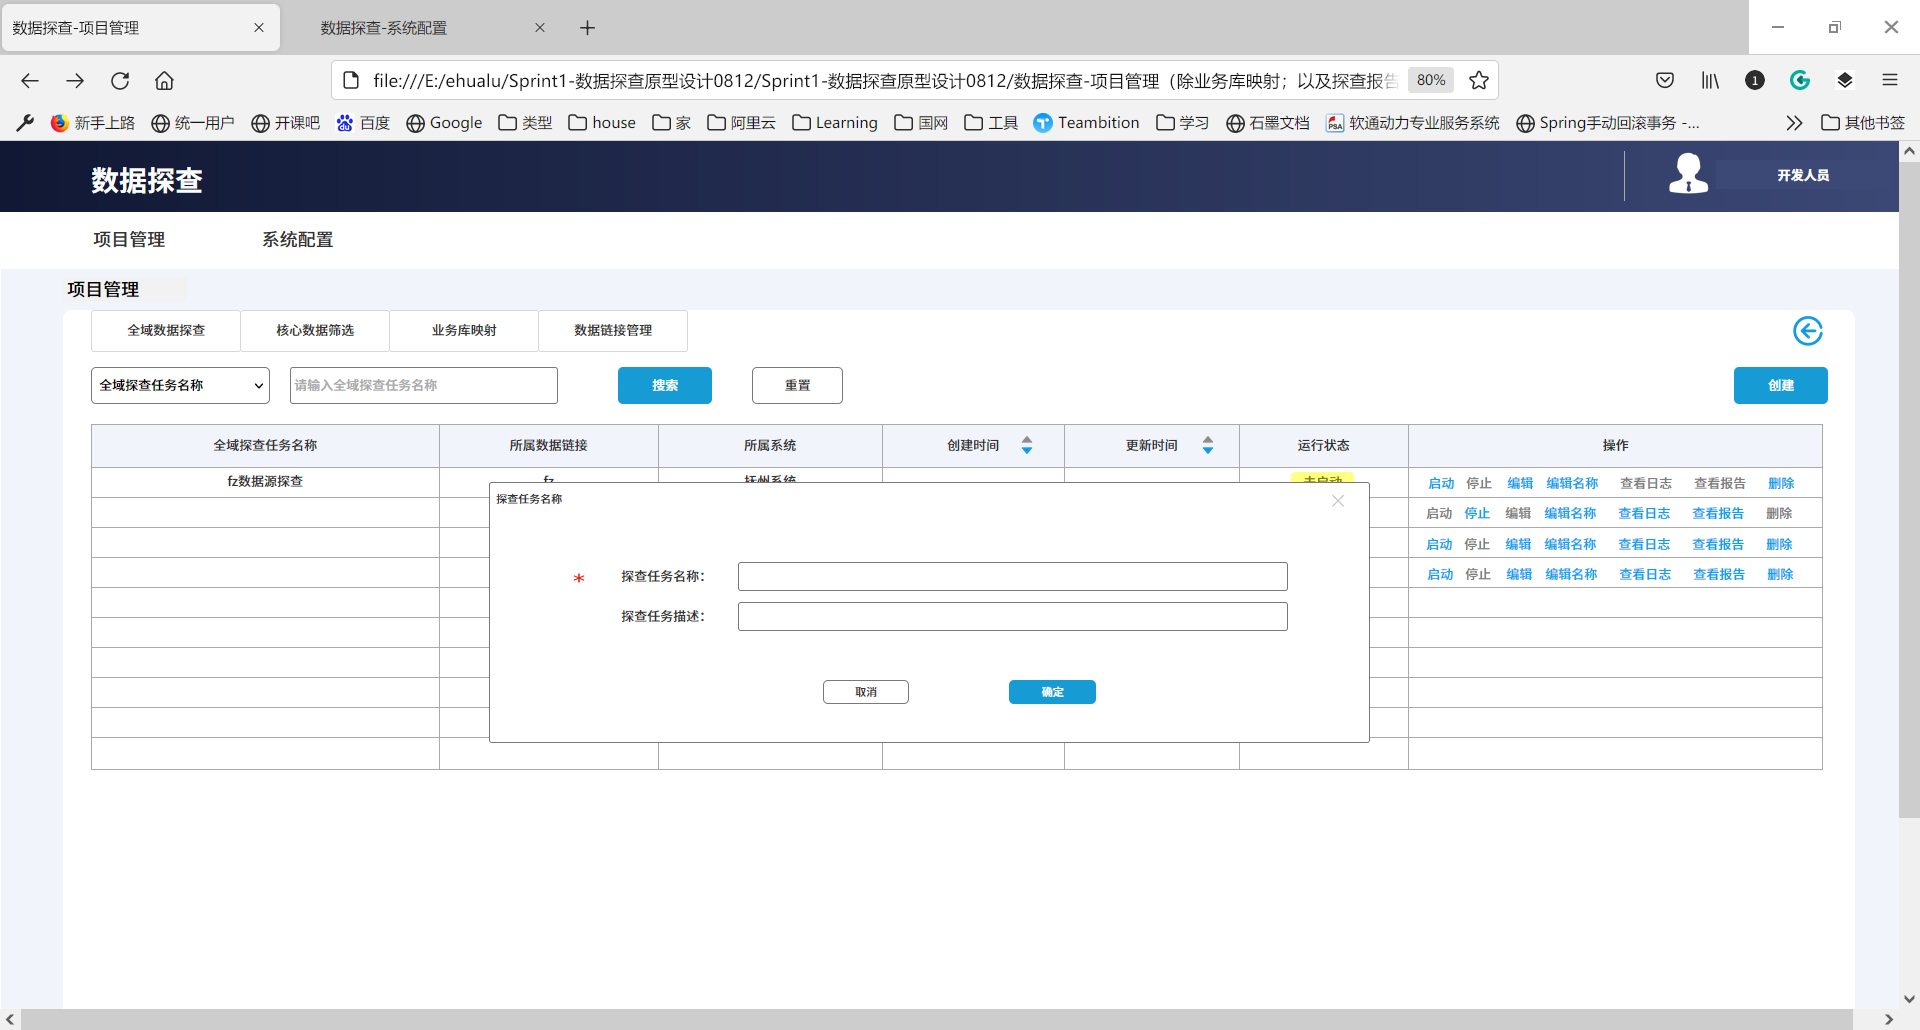 数据探查-项目管理
数据探查-系统配置
file:///E:/ehualu/Sprint1-数据探查原型设计0812/Sprint1-数据探查原型设计0812/数据探查-项目管理（除业务库映射；以及探查报告
80%
1
新手上路 统一用户 开课吧 百度 Google 类型 house 家 阿里云 Learning 国网 工具 Teambition 学习 石墨文档 软通动力专业服务系统 Spring手动回滚事务 -... 其他书签
数据探查
开发人员
项目管理 系统配置
项目管理
全域数据探查 核心数据筛选 业务库映射 数据链接管理
全域探查任务名称 请输入全域探查任务名称 搜索 重置 创建
全域探查任务名称 所属数据链接 所属系统 创建时间 更新时间 运行状态 操作
fz数据源探查 fz 抚州系统 未启动 启动 停止 编辑 编辑名称 查看日志 查看报告 删除
启动 停止 编辑 编辑名称 查看日志 查看报告 删除
启动 停止 编辑 编辑名称 查看日志 查看报告 删除
启动 停止 编辑 编辑名称 查看日志 查看报告 删除
探查任务名称
* 探查任务名称：
探查任务描述：
取消 确定